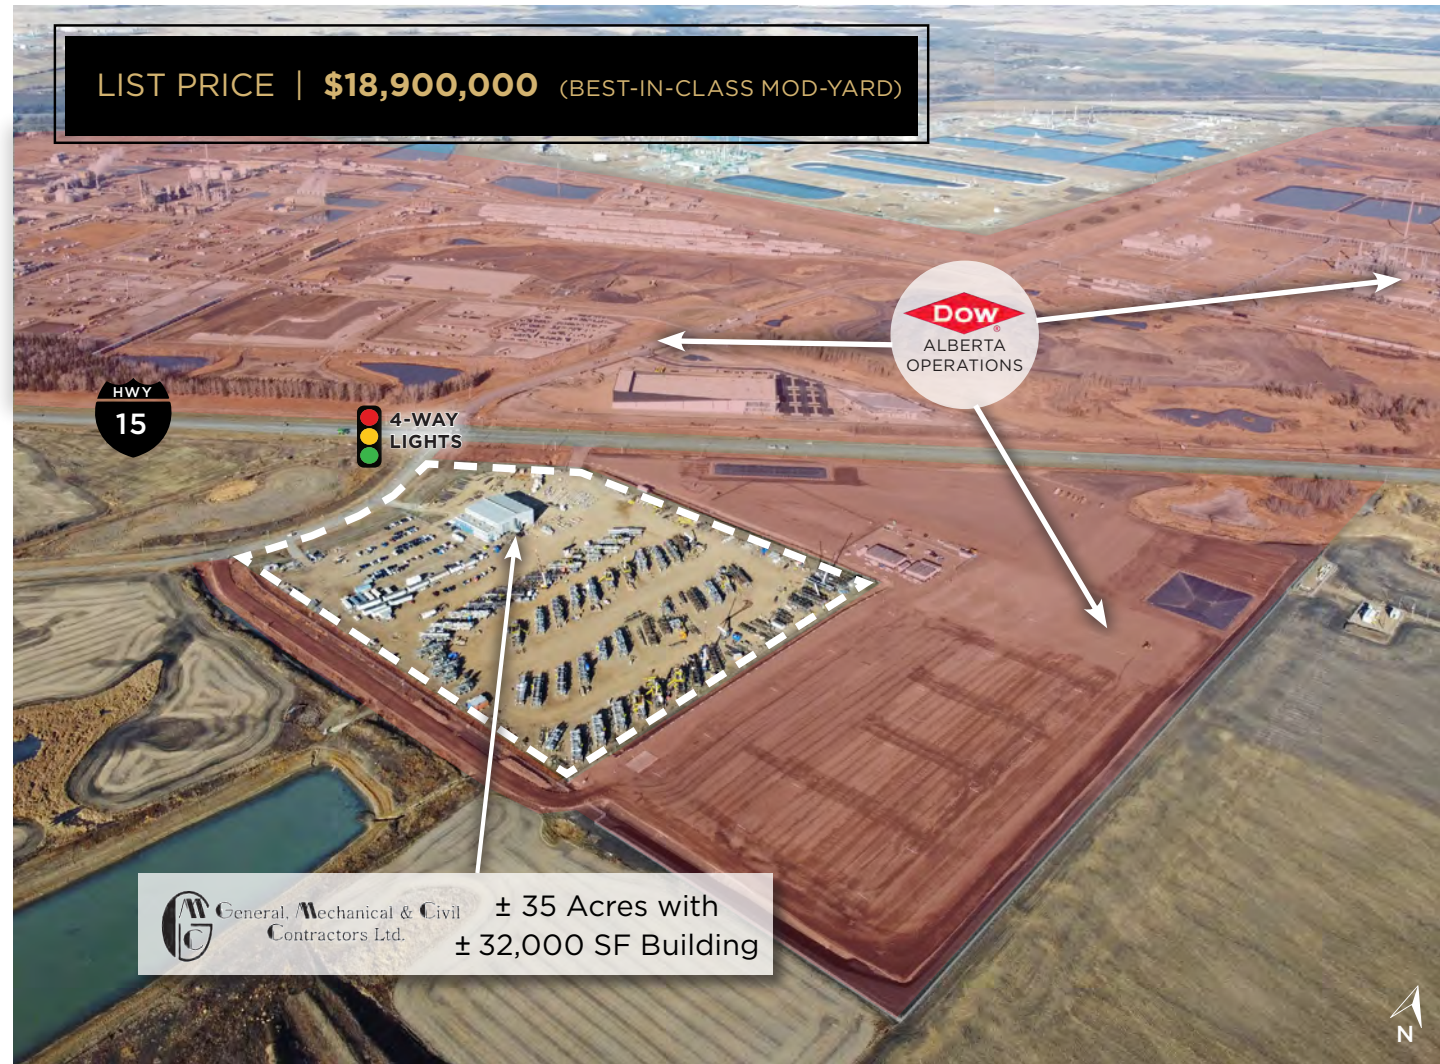 LIST PRICE | $18,900,000 (BEST-IN-CLASS MOD-YARD)
Dow
®
ALBERTA
OPERATIONS
HWY
15
4-WAY
LIGHTS
General, Mechanical & Civil
Contractors Ltd.
± 35 Acres with
± 32,000 SF Building
N